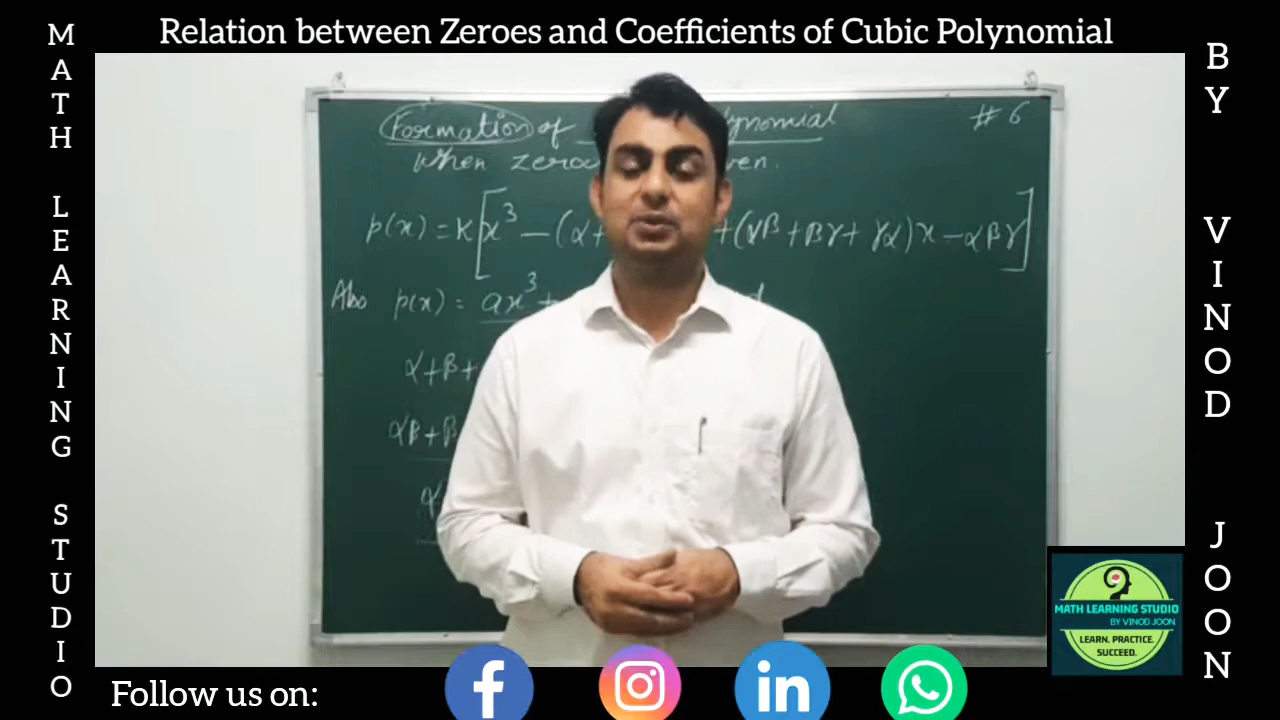 Relation between Zeroes and Coefficients of Cubic Polynomial
MATH LEARNING STUDIO
BY VINOD JOON
Formation of ynomial # 6
when zero ven.
p(x) = K[x³ - (α+ +(αβ + βγ + γα)x - αβγ]
Also p(x) = ax³ +
α+β+
αβ+β
α
MATH LEARNING STUDIO
BY VINOD JOON
LEARN. PRACTICE.
SUCCEED.
Follow us on: